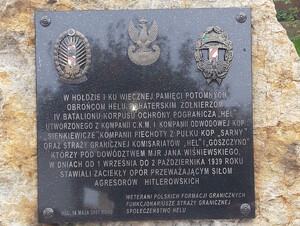 W HOŁDZIE I KU WIECZNEJ PAMIĘCI POTOMNYCH
OBROŃCOM HELU, BOHATERSKIM ŻOŁNIERZOM
IV BATALIONU KORPUSU OCHRONY POGRANICZA „HEL”
UTWORZONEGO Z KOMPANII C.K.M. I KOMPANII ODWODOWEJ KOP
„SIENKIEWICZE” KOMPANII PIECHOTY Z PUŁKU KOP „SARNY”
ORAZ STRAŻY GRANICZNEJ KOMISARIATÓW „HEL” I „GOSZCZYNO”
KTÓRZY POD DOWÓDZTWEM MJR JANA WIŚNIEWSKIEGO,
W DNIACH OD 1 WRZEŚNIA DO 2 PAŹDZIERNIKA 1939 ROKU
STAWIALI ZACIEKŁY OPÓR PRZEWAŻAJĄCYM SIŁOM
AGRESORÓW HITLEROWSKICH
WETERANI POLSKICH FORMACJI GRANICZNYCH
FUNKCJONARIUSZE STRAŻY GRANICZNEJ
HEL, MAJA SPOŁECZEŃSTWO HELU